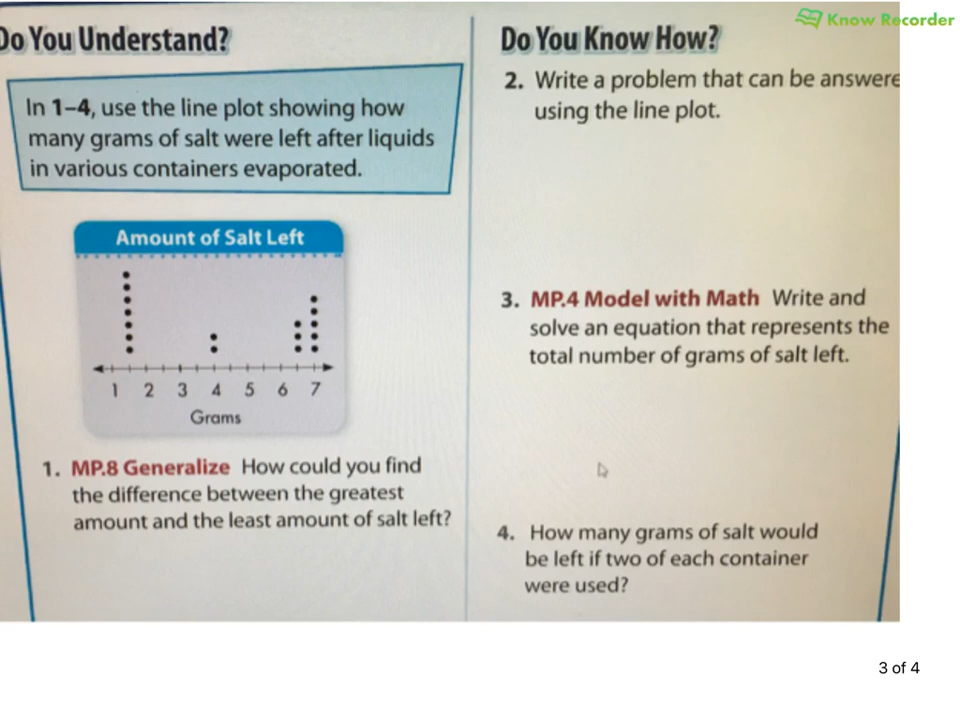 Know Recorder
Do You Understand?
In 1–4, use the line plot showing how
many grams of salt were left after liquids
in various containers evaporated.
Amount of Salt Left
1 2 3 4 5 6 7
Grams
1. MP.8 Generalize How could you find
the difference between the greatest
amount and the least amount of salt left?
Do You Know How?
2. Write a problem that can be answere
using the line plot.
3. MP.4 Model with Math Write and
solve an equation that represents the
total number of grams of salt left.
4. How many grams of salt would
be left if two of each container
were used?
3 of 4